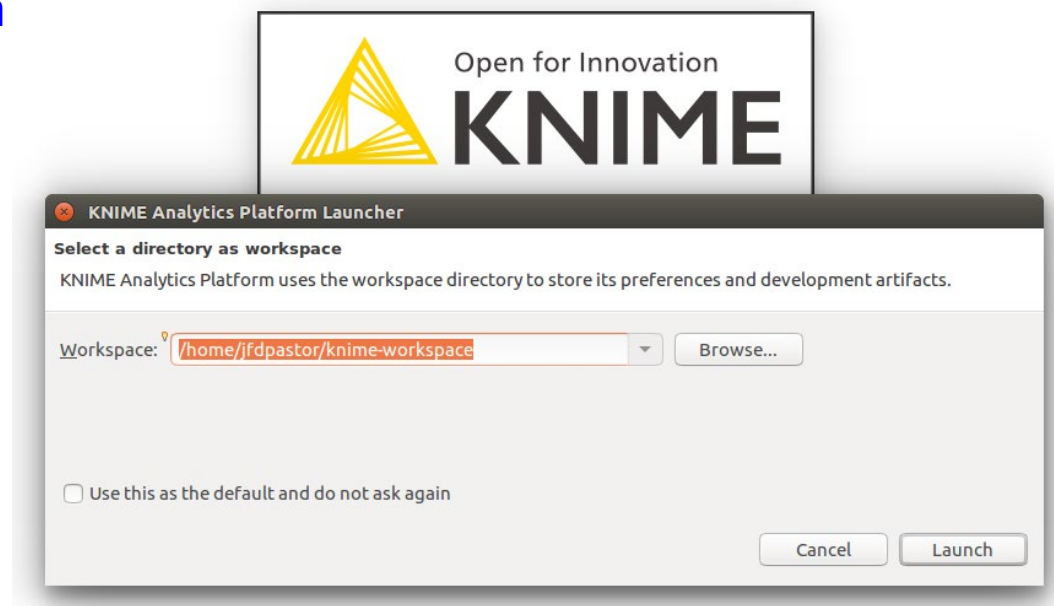 Open for Innovation
KNIME
KNIME Analytics Platform Launcher
Select a directory as workspace
KNIME Analytics Platform uses the workspace directory to store its preferences and development artifacts.
Workspace: /home/jfdpastor/knime-workspace Browse...
Use this as the default and do not ask again
Cancel Launch